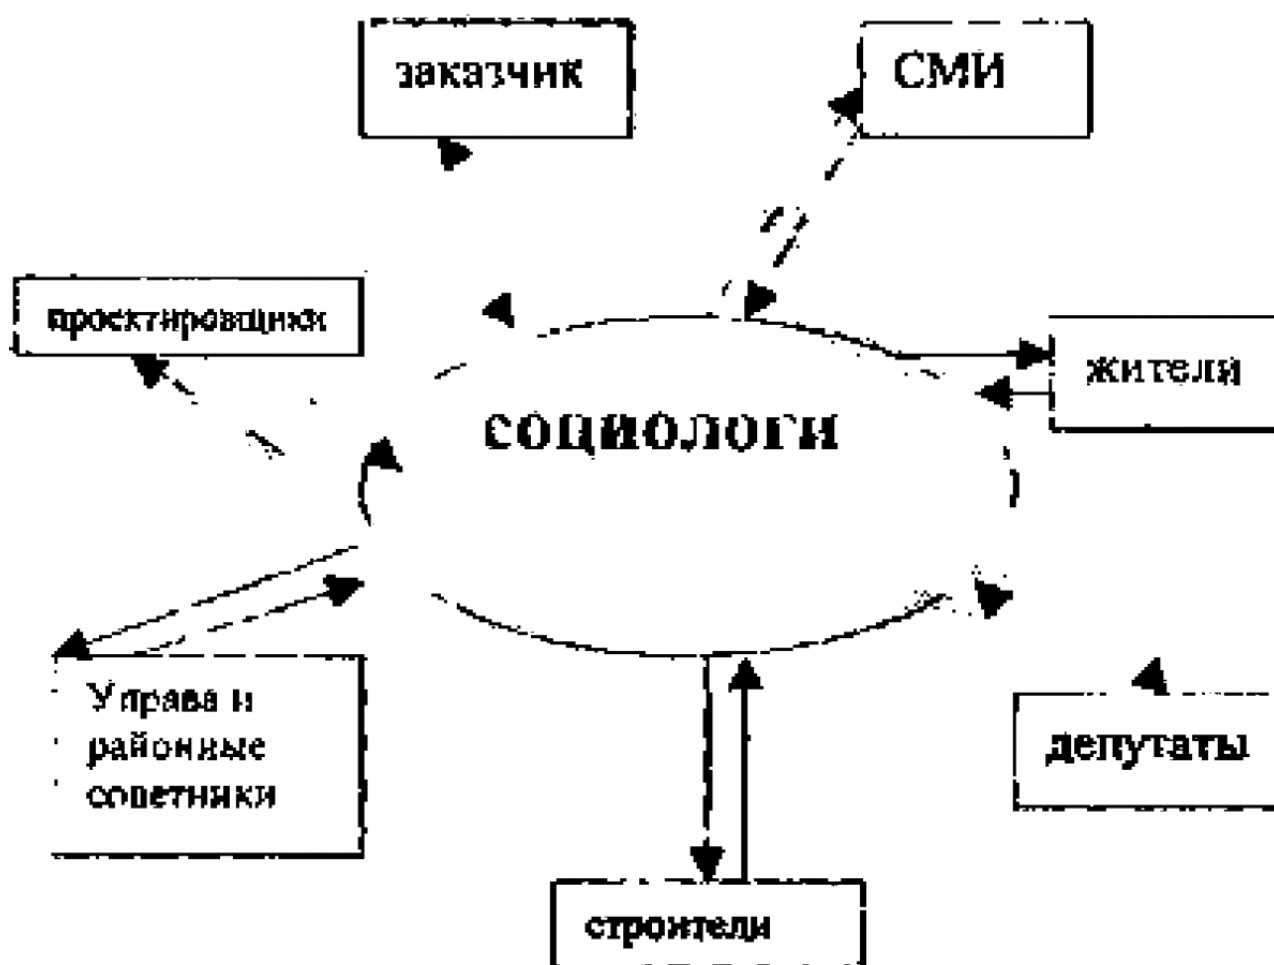 заказчик
СМИ
проектировщики
жители
социологи
Управа и
районные
советники
депутаты
строители